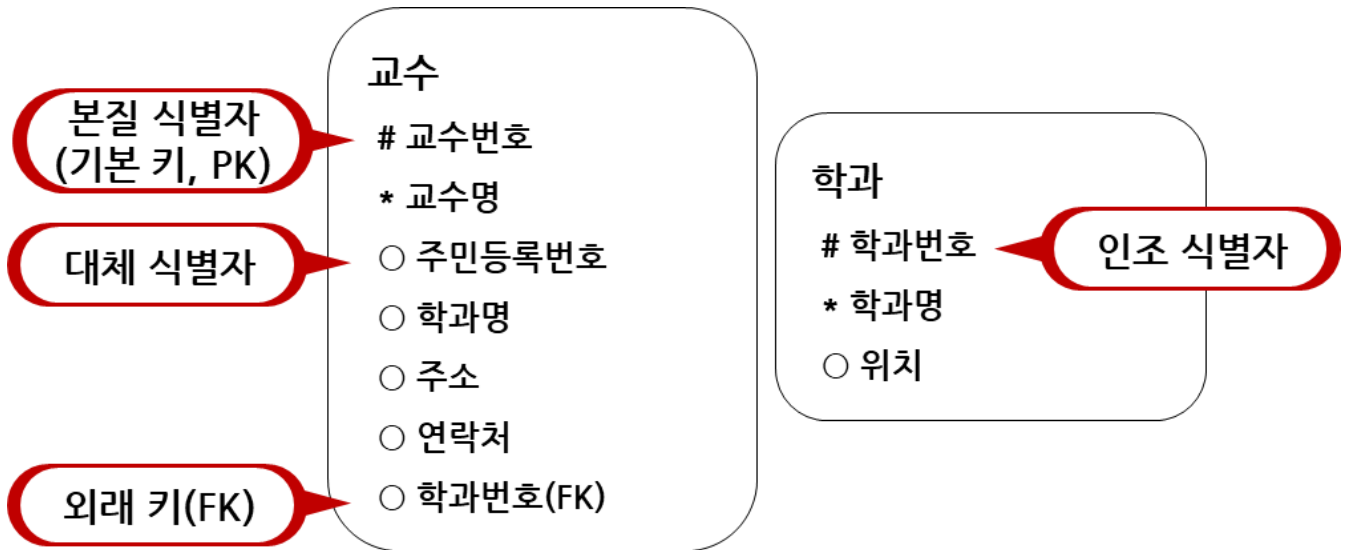 교수
본질 식별자
(기본 키, PK)
# 교수번호
* 교수명
대체 식별자
○ 주민등록번호
○ 학과명
○ 주소
○ 연락처
외래 키(FK)
○ 학과번호(FK)
학과
# 학과번호
인조 식별자
* 학과명
○ 위치